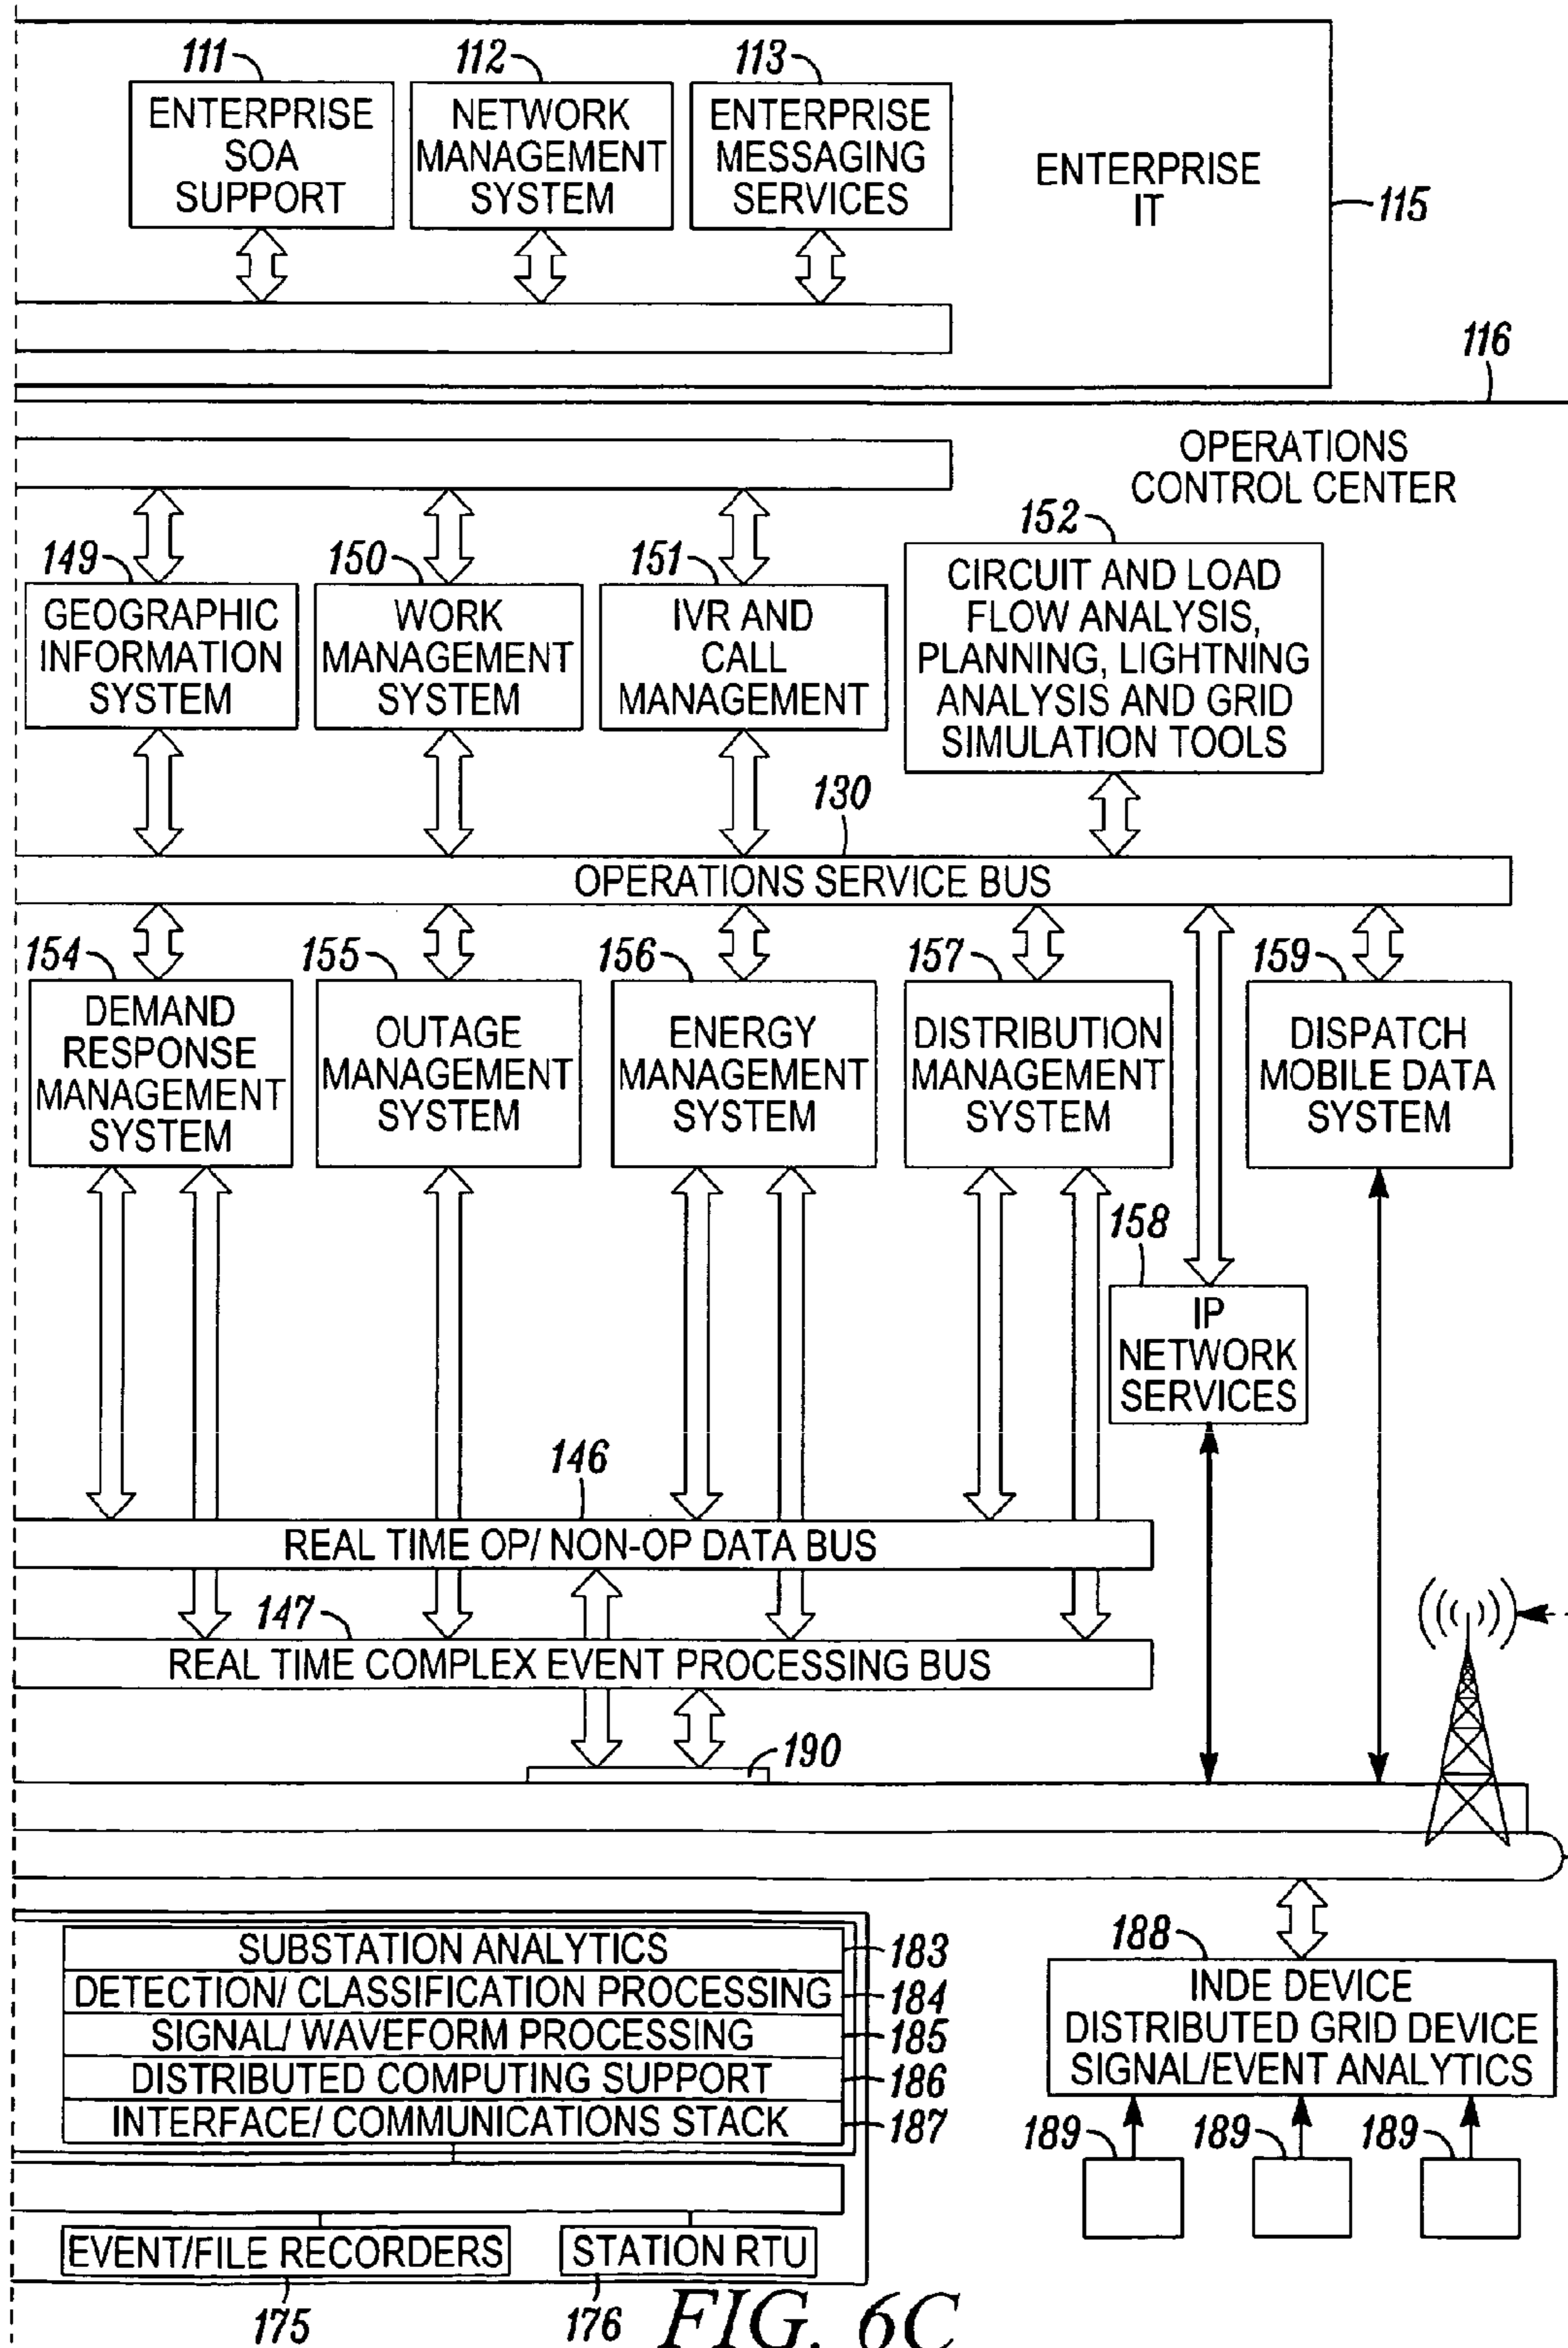 111
112
113
ENTERPRISE
SOA
SUPPORT
NETWORK
MANAGEMENT
SYSTEM
ENTERPRISE
MESSAGING
SERVICES
ENTERPRISE
IT
115
116
OPERATIONS
CONTROL CENTER
149
150
151
152
GEOGRAPHIC
INFORMATION
SYSTEM
WORK
MANAGEMENT
SYSTEM
IVR AND
CALL
MANAGEMENT
CIRCUIT AND LOAD
FLOW ANALYSIS,
PLANNING, LIGHTNING
ANALYSIS AND GRID
SIMULATION TOOLS
130
OPERATIONS SERVICE BUS
154
155
156
157
159
DEMAND
RESPONSE
MANAGEMENT
SYSTEM
OUTAGE
MANAGEMENT
SYSTEM
ENERGY
MANAGEMENT
SYSTEM
DISTRIBUTION
MANAGEMENT
SYSTEM
DISPATCH
MOBILE DATA
SYSTEM
158
IP
NETWORK
SERVICES
146
REAL TIME OP/ NON-OP DATA BUS
147
REAL TIME COMPLEX EVENT PROCESSING BUS
190
SUBSTATION ANALYTICS
183
DETECTION/ CLASSIFICATION PROCESSING
184
SIGNAL/ WAVEFORM PROCESSING
185
DISTRIBUTED COMPUTING SUPPORT
186
INTERFACE/ COMMUNICATIONS STACK
187
188
INDE DEVICE
DISTRIBUTED GRID DEVICE
SIGNAL/EVENT ANALYTICS
189
189
189
EVENT/FILE RECORDERS
STATION RTU
175
176
FIG. 6C